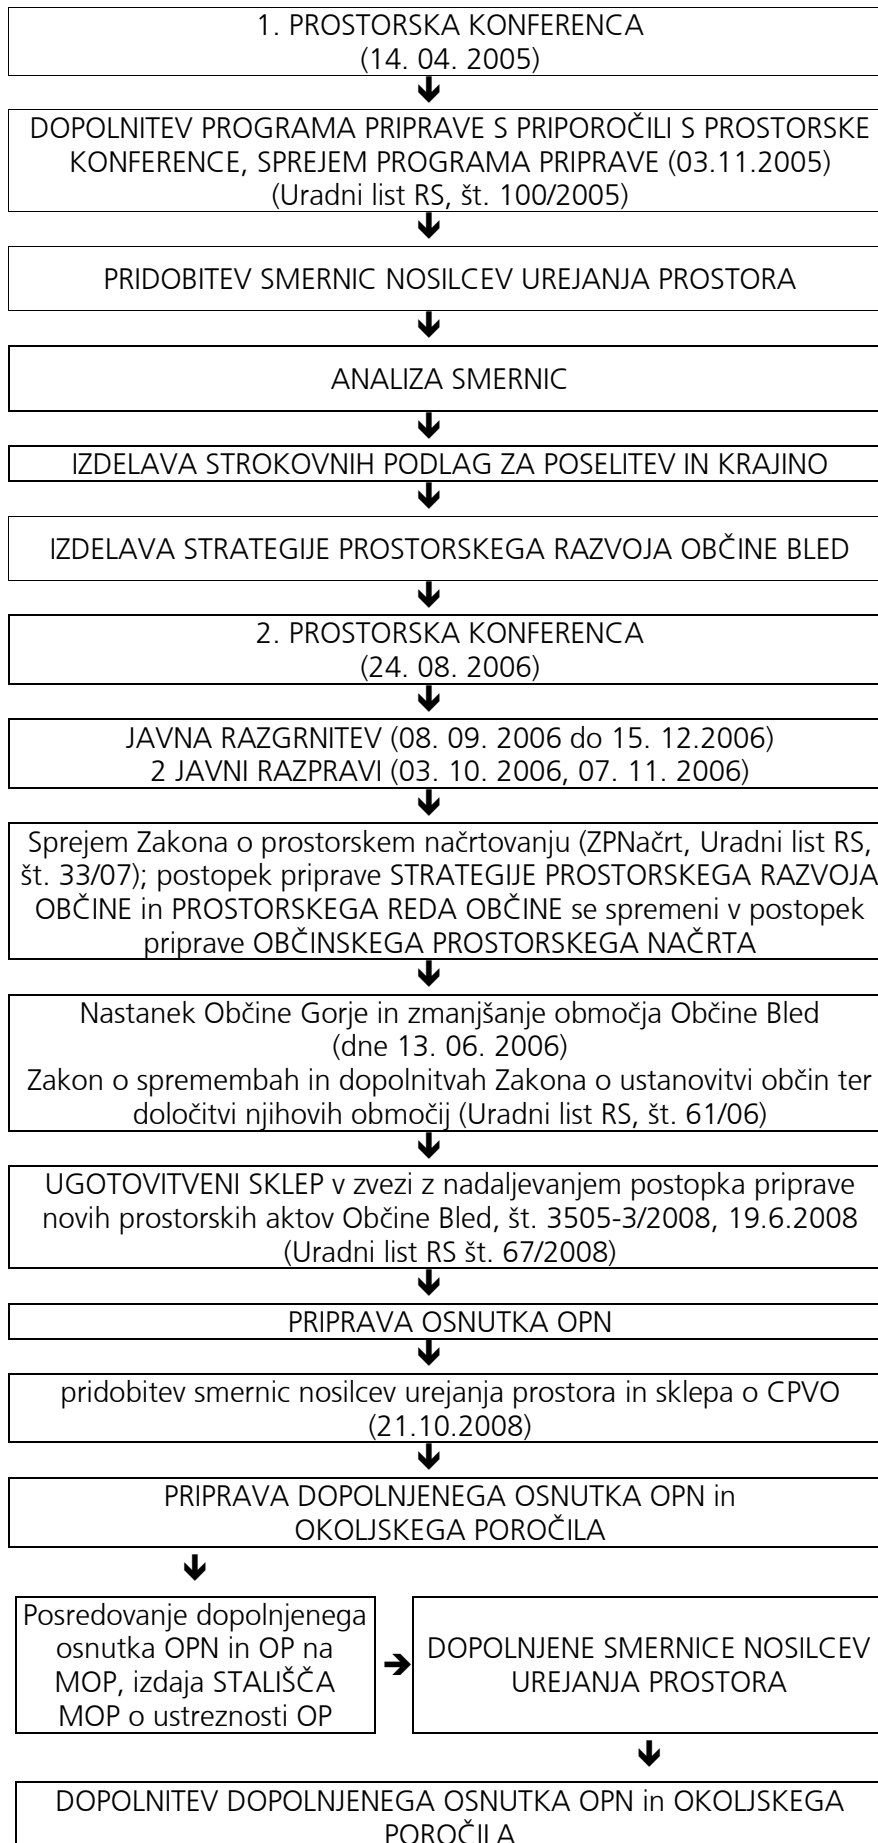 1. PROSTORSKA KONFERENCA
(14. 04. 2005)
DOPOLNITEV PROGRAMA PRIPRAVE S PRIPOROČILI S PROSTORSKE
KONFERENCE, SPREJEM PROGRAMA PRIPRAVE (03.11.2005)
(Uradni list RS, št. 100/2005)
PRIDOBITEV SMERNIC NOSILCEV UREJANJA PROSTORA
ANALIZA SMERNIC
IZDELAVA STROKOVNIH PODLAG ZA POSELITEV IN KRAJINO
IZDELAVA STRATEGIJE PROSTORSKEGA RAZVOJA OBČINE BLED
2. PROSTORSKA KONFERENCA
(24. 08. 2006)
JAVNA RAZGRNITEV (08. 09. 2006 do 15. 12.2006)
2 JAVNI RAZPRAVI (03. 10. 2006, 07. 11. 2006)
Sprejem Zakona o prostorskem načrtovanju (ZPNačrt, Uradni list RS,
št. 33/07); postopek priprave STRATEGIJE PROSTORSKEGA RAZVOJA
OBČINE in PROSTORSKEGA REDA OBČINE se spremeni v postopek
priprave OBČINSKEGA PROSTORSKEGA NAČRTA
Nastanek Občine Gorje in zmanjšanje območja Občine Bled
(dne 13. 06. 2006)
Zakon o spremembah in dopolnitvah Zakona o ustanovitvi občin ter
določitvi njihovih območij (Uradni list RS, št. 61/06)
UGOTOVITVENI SKLEP v zvezi z nadaljevanjem postopka priprave
novih prostorskih aktov Občine Bled, št. 3505-3/2008, 19.6.2008
(Uradni list RS št. 67/2008)
PRIPRAVA OSNUTKA OPN
pridobitev smernic nosilcev urejanja prostora in sklepa o CPVO
(21.10.2008)
PRIPRAVA DOPOLNJENEGA OSNUTKA OPN in
OKOLJSKEGA POROČILA
Posredovanje dopolnjenega
osnutka OPN in OP na
MOP, izdaja STALIŠČA
MOP o ustreznosti OP
DOPOLNJENE SMERNICE NOSILCEV
UREJANJA PROSTORA
DOPOLNITEV DOPOLNJENEGA OSNUTKA OPN in OKOLJSKEGA
POROČILA